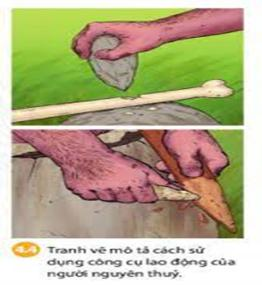 4.4 Tranh vẽ mô tả cách sử
dụng công cụ lao động của
người nguyên thuỷ.